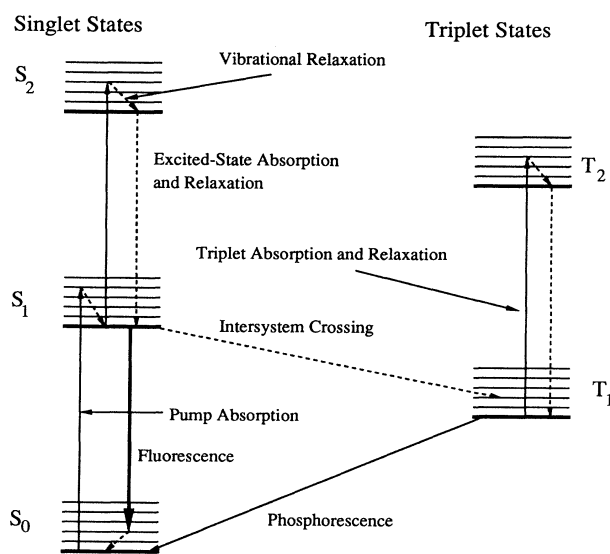 Singlet States
Triplet States
Vibrational Relaxation
S2
T2
Excited-State Absorption
and Relaxation
Triplet Absorption and Relaxation
S1
Intersystem Crossing
T1
Pump Absorption
Fluorescence
S0
Phosphorescence